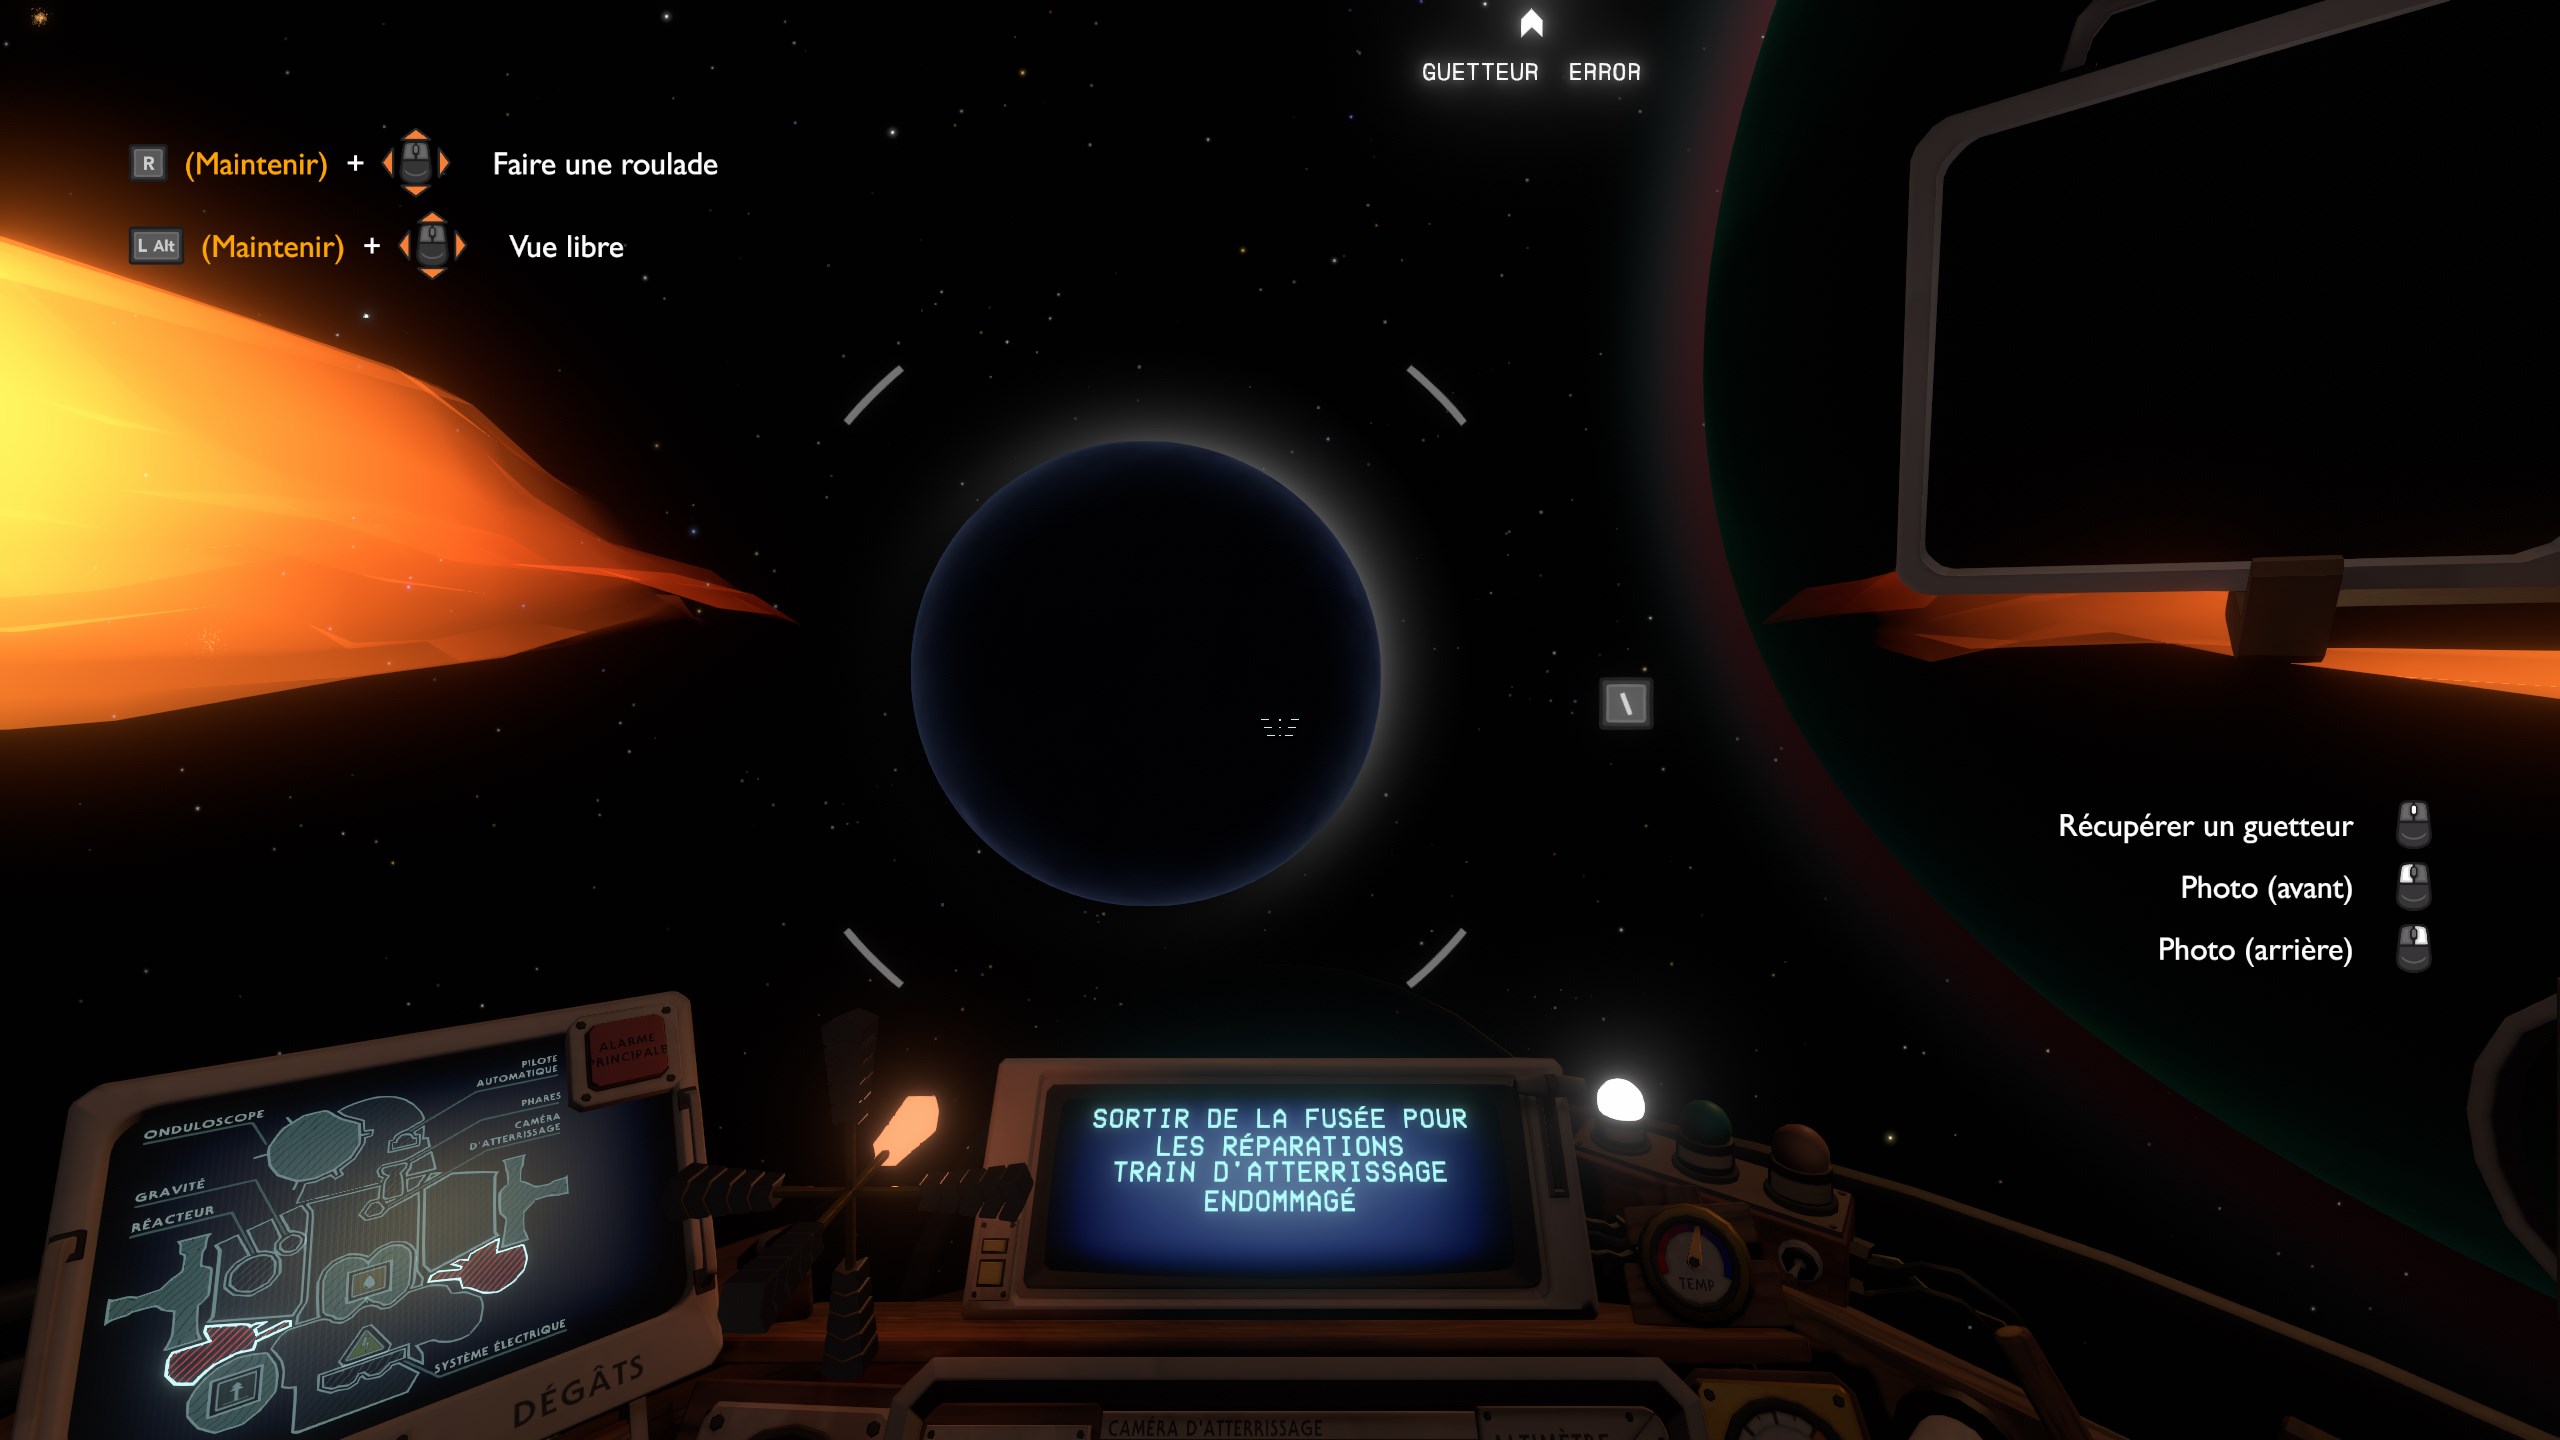 GUETTEUR ERROR
R (Maintenir) + Faire une roulade
L Alt (Maintenir) + Vue libre
\
Récupérer un guetteur
Photo (avant)
Photo (arrière)
ALARME
PRINCIPALE
PILOTE
AUTOMATIQUE
PHARES
CAMÉRA
D'ATTERRISSAGE
ONDULOSCOPE
GRAVITÉ
RÉACTEUR
SYSTÈME ÉLECTRIQUE
DÉGÂTS
SORTIR DE LA FUSÉE POUR
LES RÉPARATIONS
TRAIN D'ATTERRISSAGE
ENDOMMAGÉ
TEMP
CAMÉRA D'ATTERRISSAGE
ALTIMÈTRE